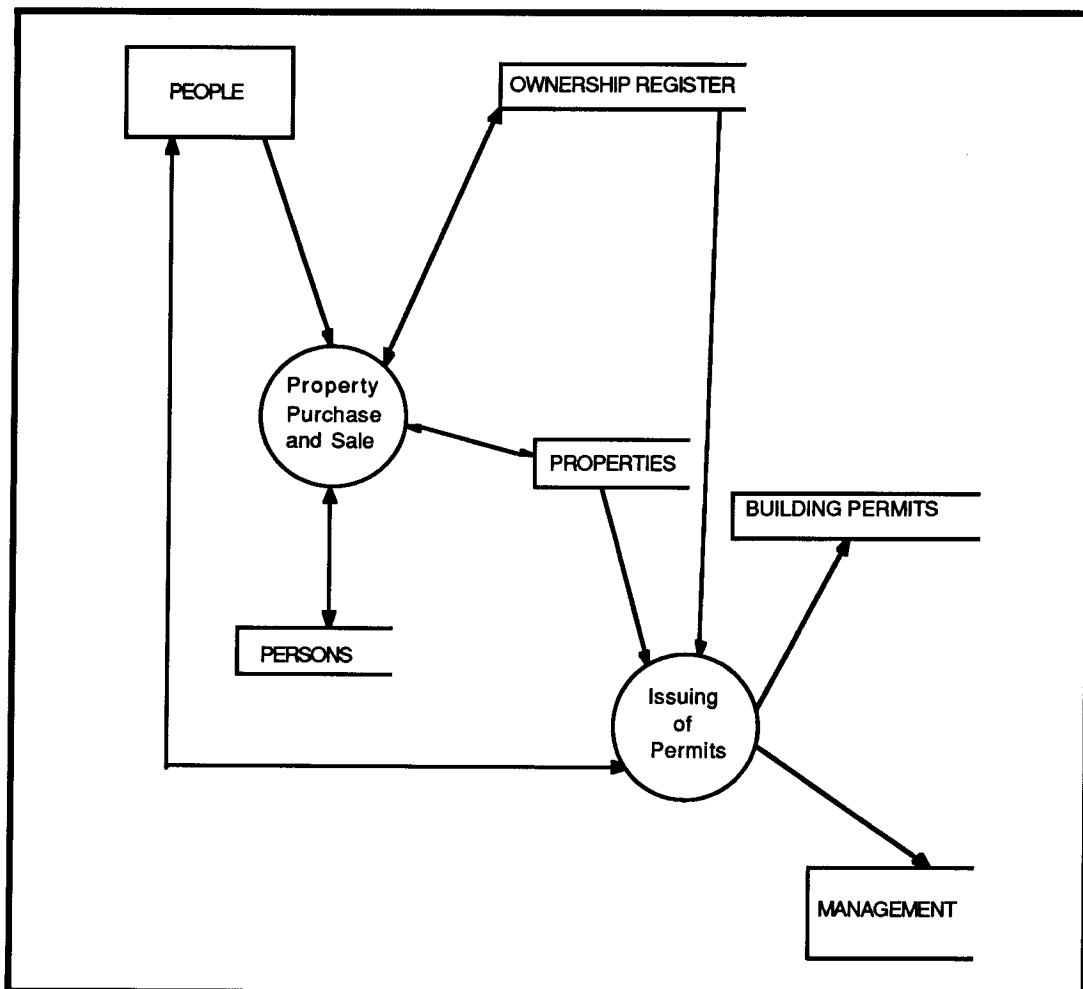 PEOPLE
OWNERSHIP REGISTER
Property
Purchase
and Sale
PROPERTIES
BUILDING PERMITS
PERSONS
Issuing
of
Permits
MANAGEMENT